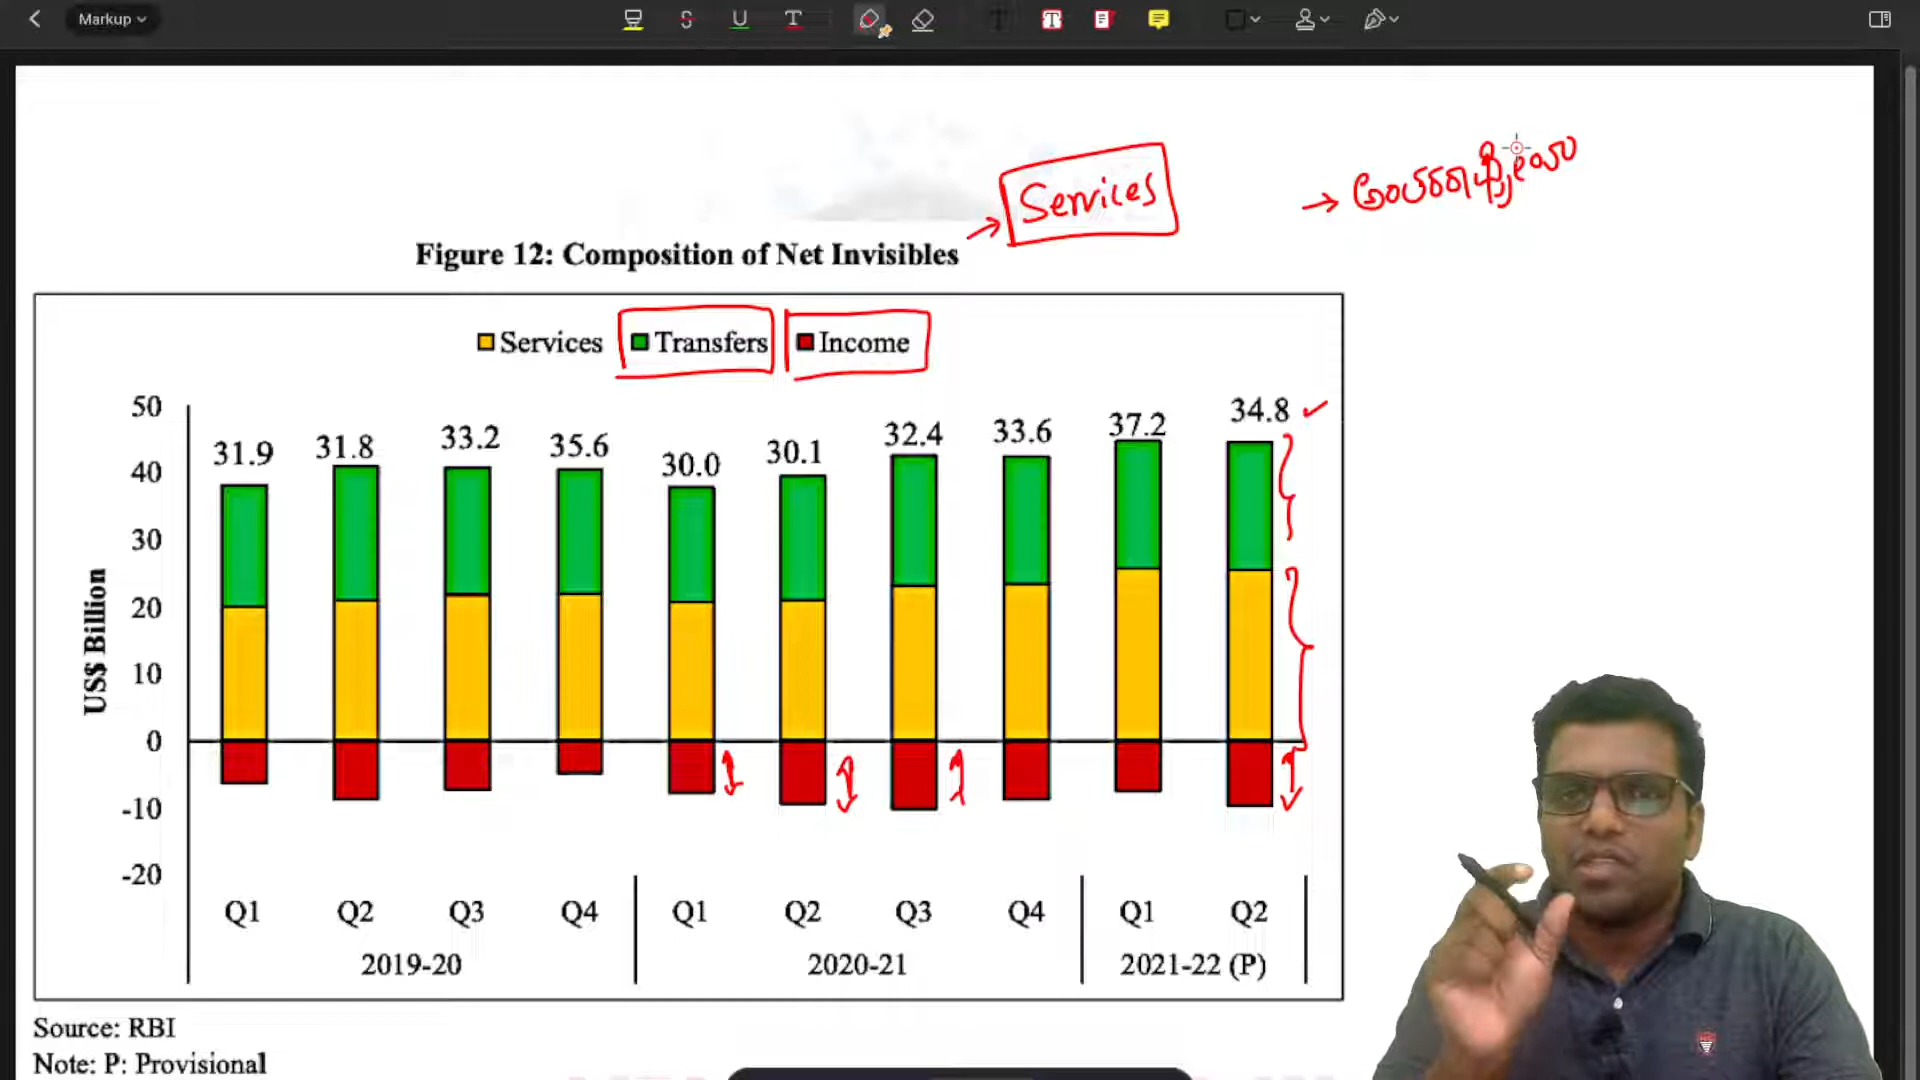 Markup
Services
Figure 12: Composition of Net Invisibles
Services Transfers Income
50
40
30
20
10
0
-10
-20
US$ Billion
31.9 31.8 33.2 35.6 30.0 30.1 32.4 33.6 37.2 34.8
Q1 Q2 Q3 Q4 Q1 Q2 Q3 Q4 Q1 Q2
2019-20 2020-21 2021-22 (P)
Source: RBI
Note: P: Provisional